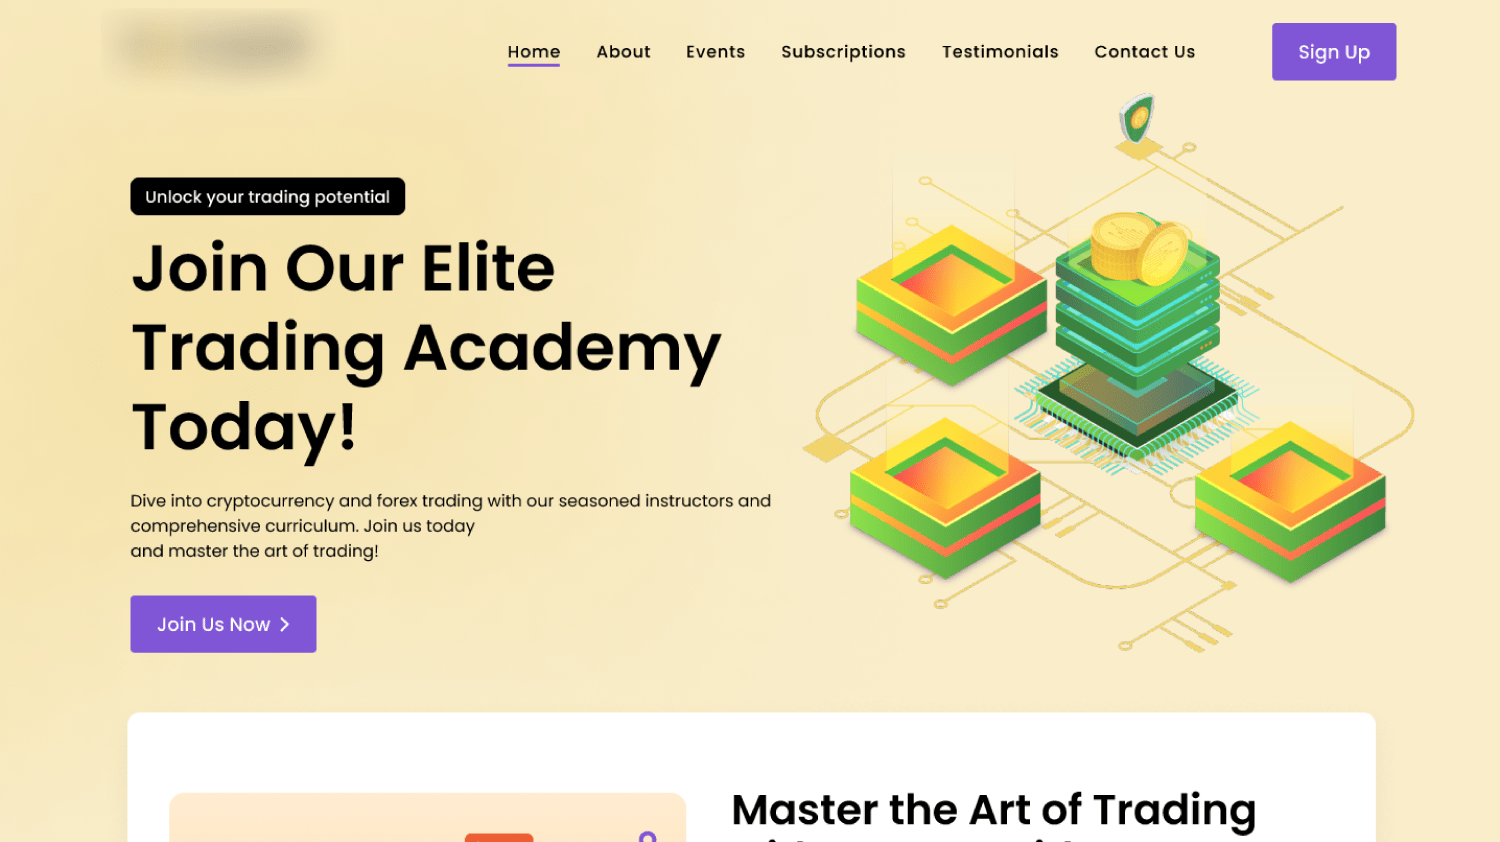 Home About Events Subscriptions Testimonials Contact Us Sign Up
Unlock your trading potential
Join Our Elite
Trading Academy
Today!
Dive into cryptocurrency and forex trading with our seasoned instructors and
comprehensive curriculum. Join us today
and master the art of trading!
Join Us Now
Master the Art of Trading